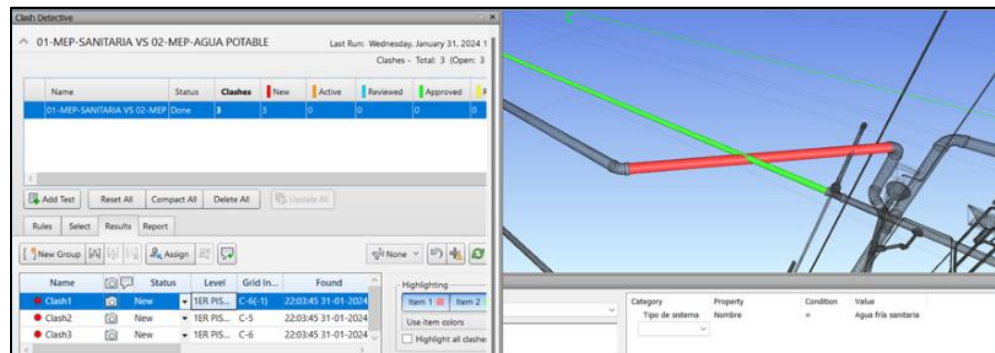 Clash Detective
01-MEP-SANITARIA VS 02-MEP-AGUA POTABLE
Last Run: Wednesday, January 31, 2024 1
Clashes - Total: 3 (Open: 3
Name Status Clashes New Active Reviewed Approved
01-MEP-SANITARIA VS 02-MEP Done 3 3 0 0 0 0
Add Test Reset All Compact All Delete All Update All
Rules Select Results Report
New Group Assign None
Name Status Level Grid In... Found
Clash1 New 1ER PIS... C-6(-1) 22:03:45 31-01-2024
Clash2 New 1ER PIS... C-5 22:03:45 31-01-2024
Clash3 New 1ER PIS... C-6 22:03:45 31-01-2024
Highlighting
Item 1 Item 2
Use item colors
Highlight all clashe
Category Property Condition Value
Tipo de sistema Nombre = Agua fría sanitaria